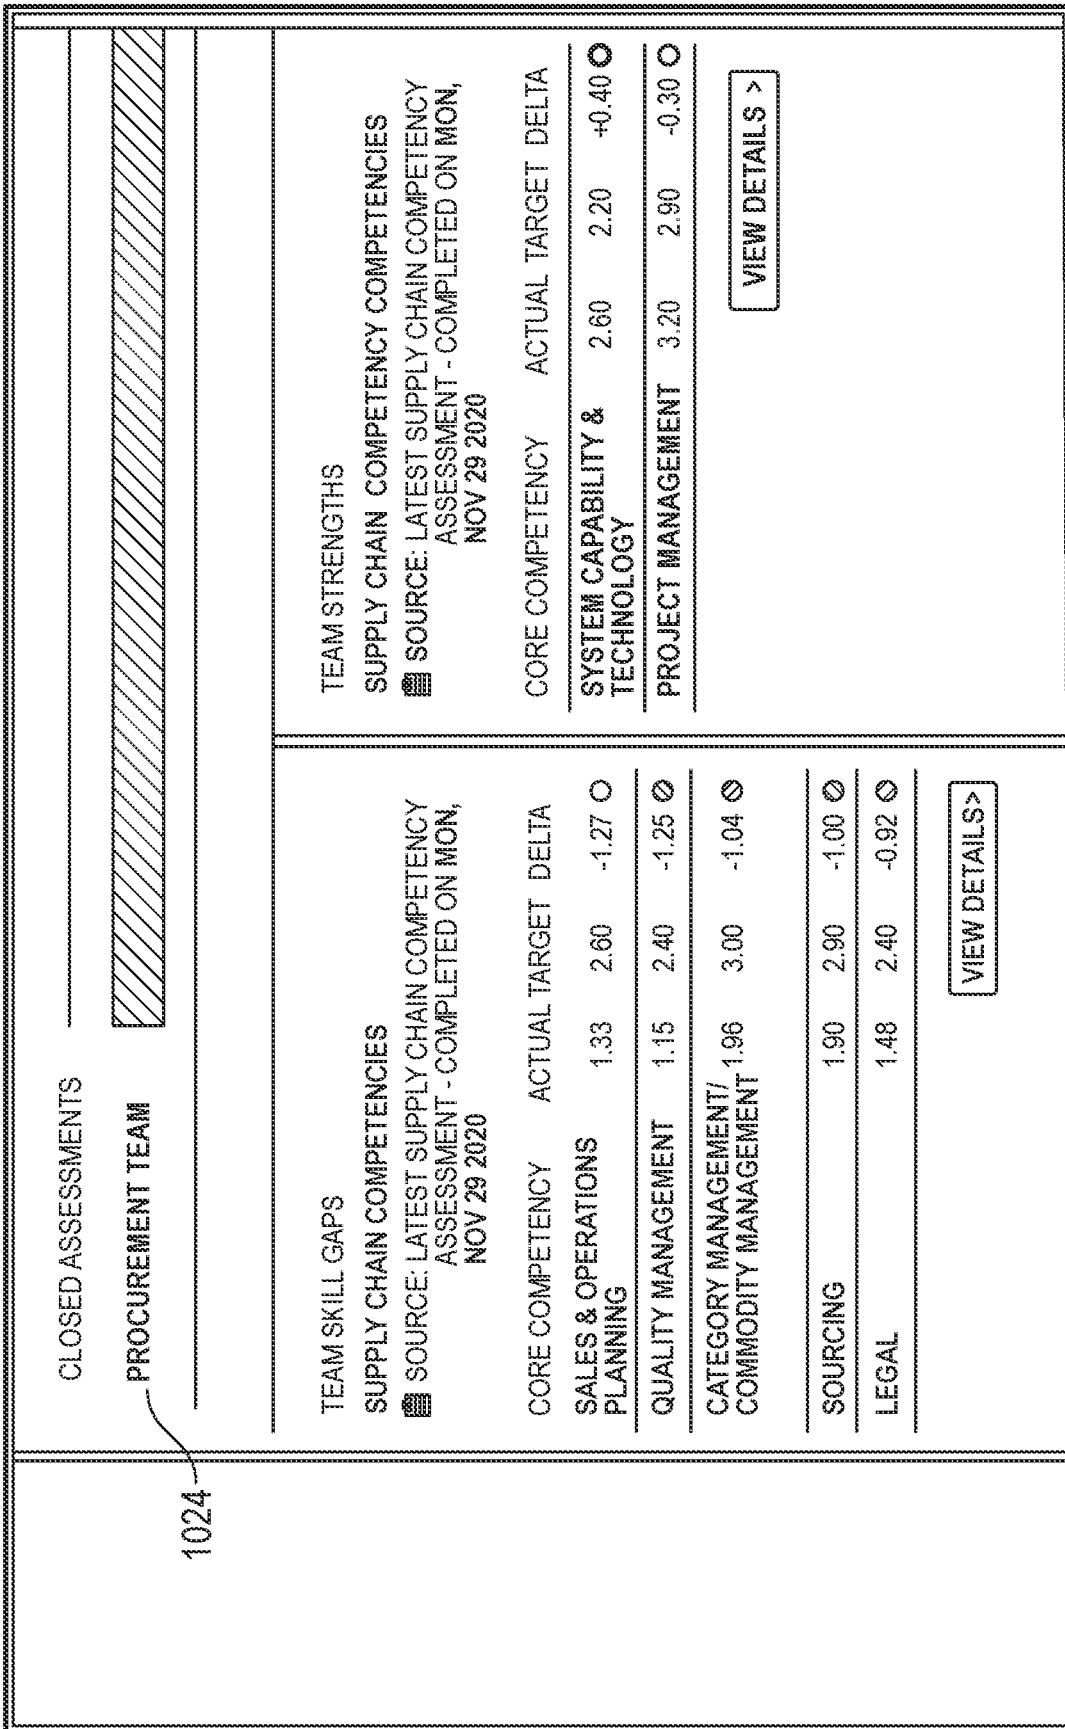 CLOSED ASSESSMENTS
PROCUREMENT TEAM
1024
TEAM SKILL GAPS
SUPPLY CHAIN COMPETENCIES
SOURCE: LATEST SUPPLY CHAIN COMPETENCY
ASSESSMENT - COMPLETED ON MON,
NOV 29 2020
CORE COMPETENCY ACTUAL TARGET DELTA
SALES & OPERATIONS 1.33 2.60 -1.27
PLANNING
QUALITY MANAGEMENT 1.15 2.40 -1.25
CATEGORY MANAGEMENT/ 1.96 3.00 -1.04
COMMODITY MANAGEMENT
SOURCING 1.90 2.90 -1.00
LEGAL 1.48 2.40 -0.92
VIEW DETAILS>
TEAM STRENGTHS
SUPPLY CHAIN COMPETENCY COMPETENCIES
SOURCE: LATEST SUPPLY CHAIN COMPETENCY
ASSESSMENT - COMPLETED ON MON,
NOV 29 2020
CORE COMPETENCY ACTUAL TARGET DELTA
SYSTEM CAPABILITY & 2.60 2.20 +0.40
TECHNOLOGY
PROJECT MANAGEMENT 3.20 2.90 -0.30
VIEW DETAILS >